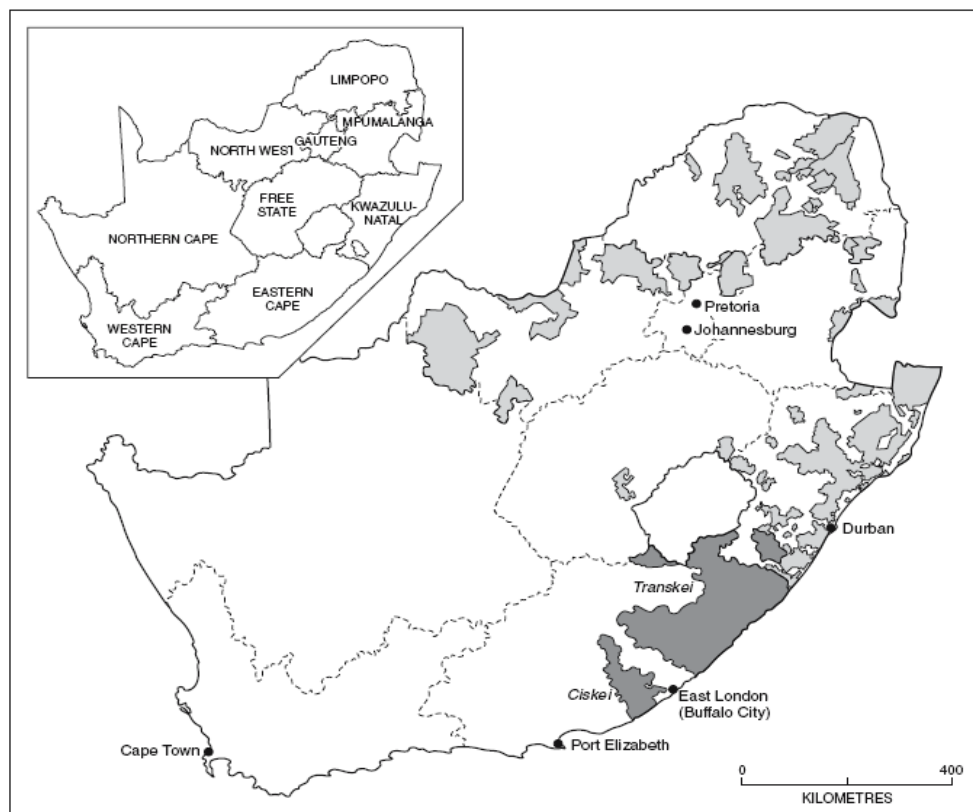 LIMPOPO
MPUMALANGA
GAUTENG
NORTH WEST
FREE
STATE
KWAZULU-
NATAL
NORTHERN CAPE
EASTERN
CAPE
WESTERN
CAPE
Pretoria
Johannesburg
Durban
Transkei
Ciskei
East London
(Buffalo City)
Port Elizabeth
Cape Town
0 400
KILOMETRES